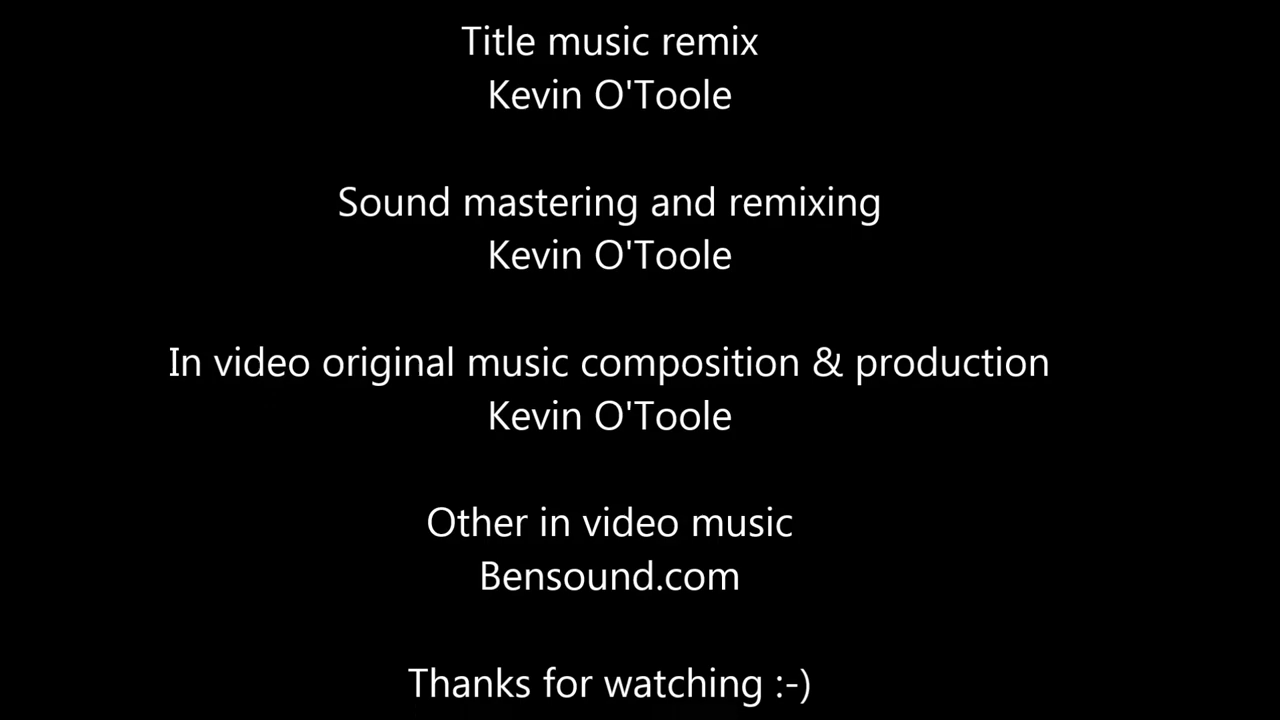 Title music remix
Kevin O'Toole
Sound mastering and remixing
Kevin O'Toole
In video original music composition & production
Kevin O'Toole
Other in video music
Bensound.com
Thanks for watching :-)